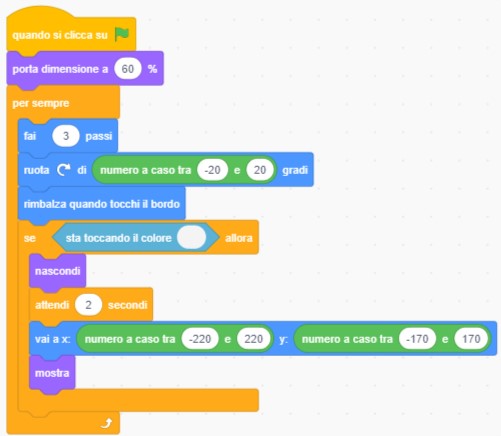 quando si clicca su
porta dimensione a 60 %
per sempre
fai 3 passi
ruota di numero a caso tra -20 e 20 gradi
rimbalza quando tocchi il bordo
se sta toccando il colore allora
nascondi
attendi 2 secondi
vai a x: numero a caso tra -220 e 220 y: numero a caso tra -170 e 170
mostra